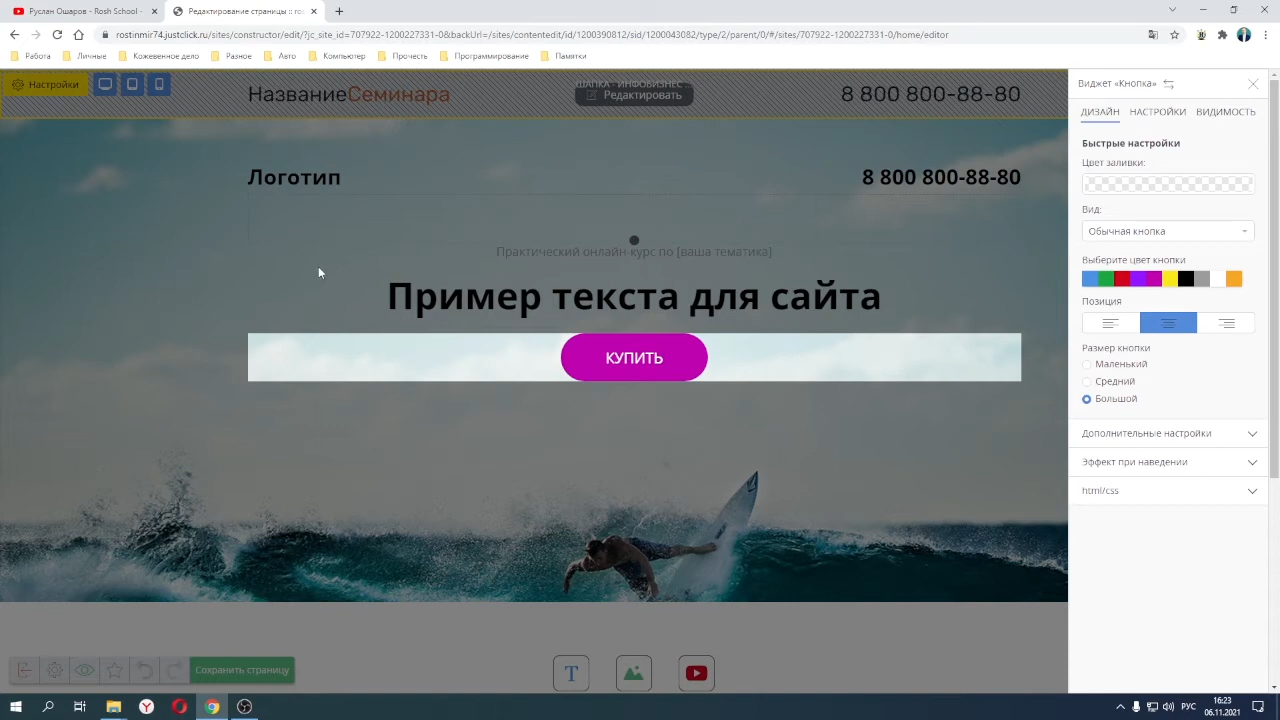 Руслан Ошаров - Rosh School - Y
Редактирование страницы :: rosti
rostinmir74.justclick.ru/sites/constructor/edit/?jc_site_id=707922-1200227331-0&backUrl=/sites/contentedit/id/1200390812/sid/1200043082/type/2/parent/0/#/sites/707922-1200227331-0/home/editor
Работа
Личные
Кожевенное дело
Разное
Авто
Компьютер
Прочесть
Программирование
Памятки
Настройки
НазваниеСеминара
ШАПКА - ИНФОБИЗНЕС
Редактировать
8 800 800-88-80
Логотип
8 800 800-88-80
Практический онлайн-курс по [ваша тематика]
Пример текста для сайта
КУПИТЬ
Сохранить страницу
T
Виджет «Кнопка»
ДИЗАЙН НАСТРОЙКИ ВИДИМОСТЬ
Быстрые настройки
Цвет заливки:
Вид:
Обычная кнопка
Выберите цвет кнопки
Позиция
Размер кнопки
Маленький
Средний
Большой
Дополнительные настройки
Эффект при наведении
html/css
РУС
16:23
06.11.2021